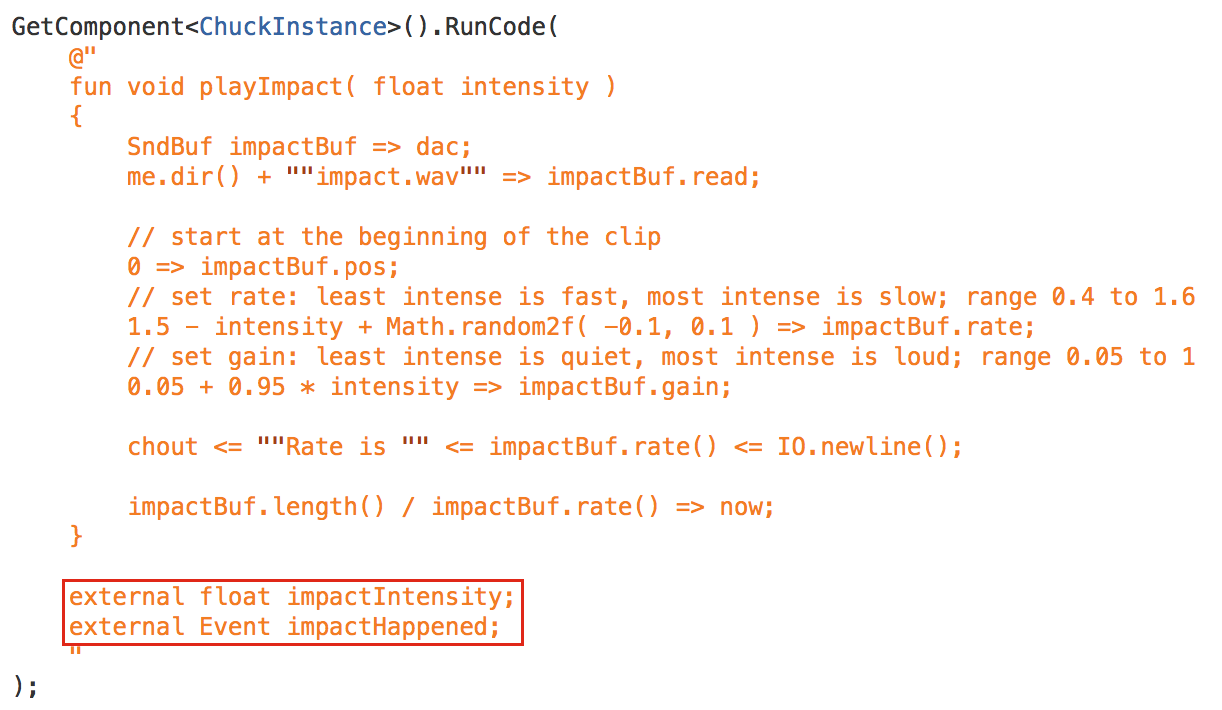 GetComponent<ChuckInstance>().RunCode(
    @"
    fun void playImpact( float intensity )
    {
        SndBuf impactBuf => dac;
        me.dir() + ""impact.wav"" => impactBuf.read;

        // start at the beginning of the clip
        0 => impactBuf.pos;
        // set rate: least intense is fast, most intense is slow; range 0.4 to 1.6
        1.5 - intensity + Math.random2f( -0.1, 0.1 ) => impactBuf.rate;
        // set gain: least intense is quiet, most intense is loud; range 0.05 to 1
        0.05 + 0.95 * intensity => impactBuf.gain;

        chout <= ""Rate is "" <= impactBuf.rate() <= IO.newline();

        impactBuf.length() / impactBuf.rate() => now;
    }

    external float impactIntensity;
    external Event impactHappened;
    "
);